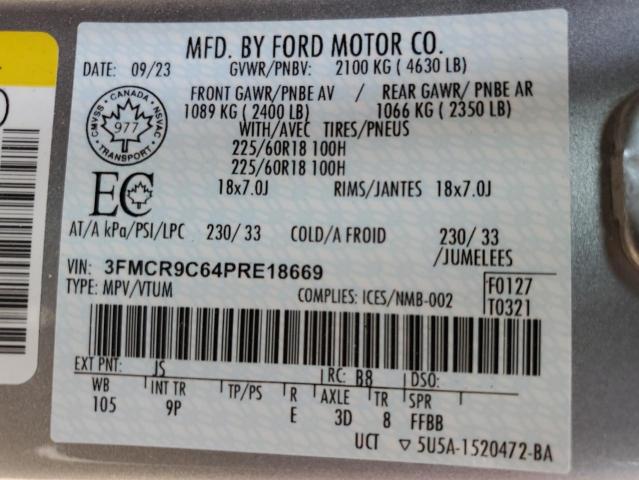 MFD. BY FORD MOTOR CO.
DATE: 09/23 GVWR/PNBV: 2100 KG ( 4630 LB)
FRONT GAWR/PNBE AV / REAR GAWR/ PNBE AR
1089 KG ( 2400 LB) 1066 KG ( 2350 LB)
WITH/AVEC TIRES/PNEUS
225/60R18 100H
225/60R18 100H
18x7.0J RIMS/JANTES 18x7.0J
CANADA
CMVSS NSVAC
977
TRANSPORT
EC
AT/A kPa/PSI/LPC 230/ 33 COLD/A FROID 230/ 33
/JUMELEES
VIN: 3FMCR9C64PRE18669
TYPE: MPV/VTUM COMPLIES: ICES/NMB-002
F0127
T0321
EXT PNT: JS RC: B8 DSO:
WB INT TR TP/PS R AXLE TR SPR
105 9P E 3D 8 FFBB
UCT ▽ 5U5A-1520472-BA